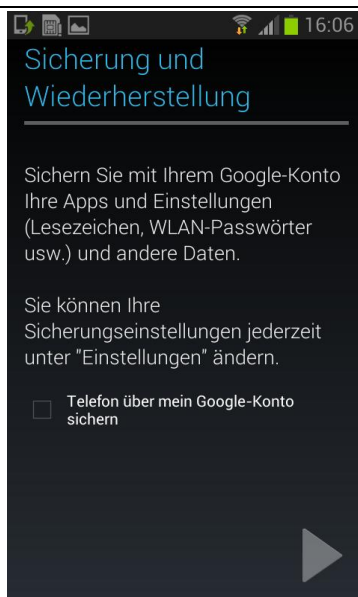 16:06
Sicherung und
Wiederherstellung
Sichern Sie mit Ihrem Google-Konto
Ihre Apps und Einstellungen
(Lesezeichen, WLAN-Passwörter
usw.) und andere Daten.
Sie können Ihre
Sicherungseinstellungen jederzeit
unter "Einstellungen" ändern.
Telefon über mein Google-Konto
sichern